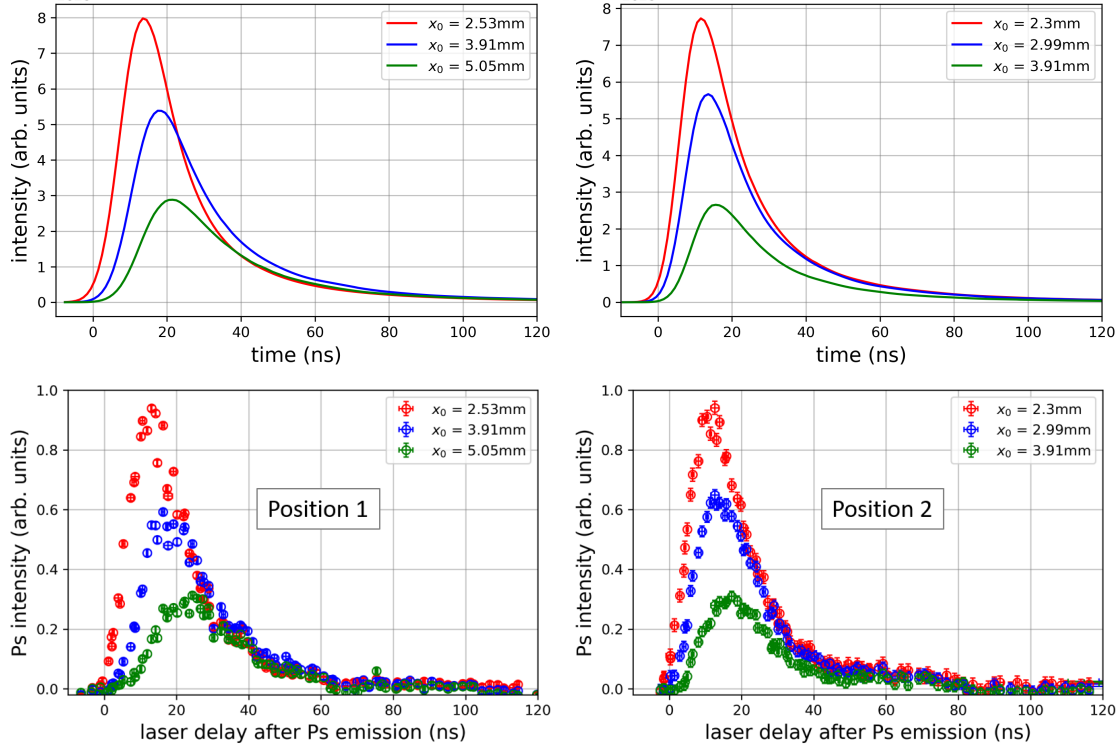 8
7
6
5
4
3
2
1
0
intensity (arb. units)
x₀ = 2.53mm
x₀ = 3.91mm
x₀ = 5.05mm
0 20 40 60 80 100 120
time (ns)
8
7
6
5
4
3
2
1
0
intensity (arb. units)
x₀ = 2.3mm
x₀ = 2.99mm
x₀ = 3.91mm
0 20 40 60 80 100 120
time (ns)
1.0
0.8
0.6
0.4
0.2
0.0
Ps intensity (arb. units)
x₀ = 2.53mm
x₀ = 3.91mm
x₀ = 5.05mm
Position 1
0 20 40 60 80 100 120
laser delay after Ps emission (ns)
1.0
0.8
0.6
0.4
0.2
0.0
Ps intensity (arb. units)
x₀ = 2.3mm
x₀ = 2.99mm
x₀ = 3.91mm
Position 2
0 20 40 60 80 100 120
laser delay after Ps emission (ns)